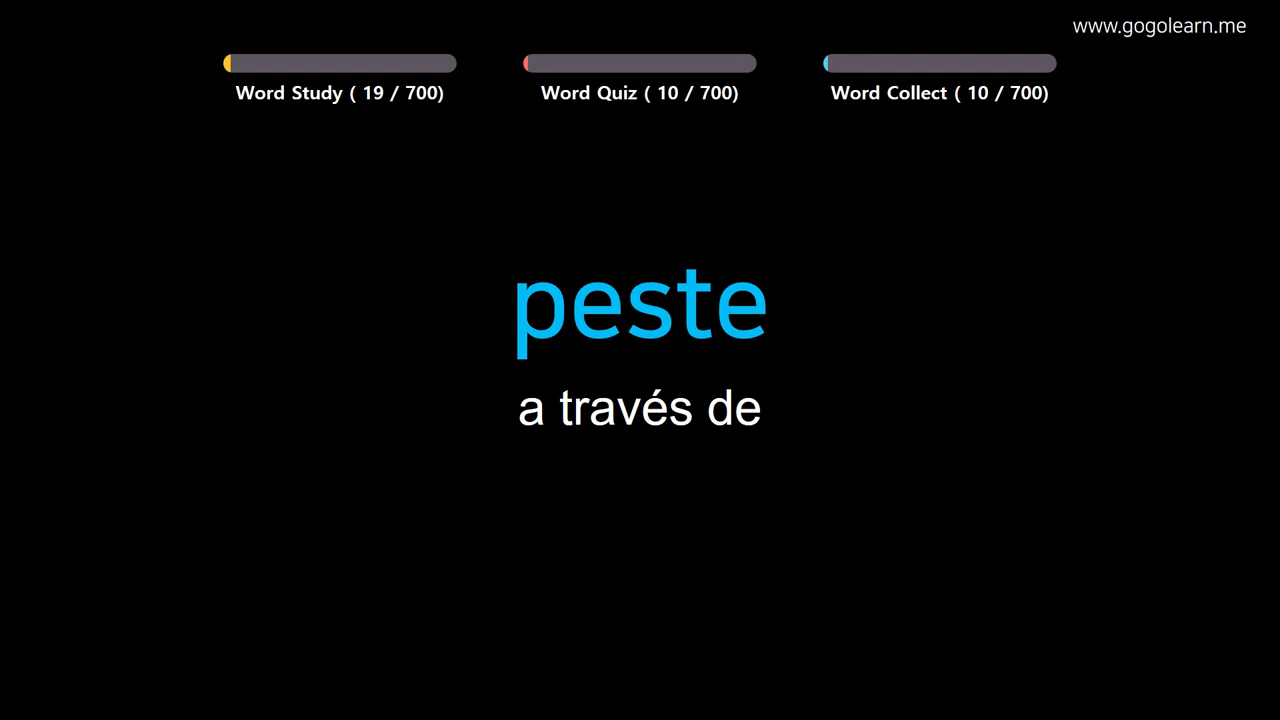 www.gogolearn.me
Word Study ( 19 / 700)
Word Quiz ( 10 / 700)
Word Collect ( 10 / 700)
peste
a través de